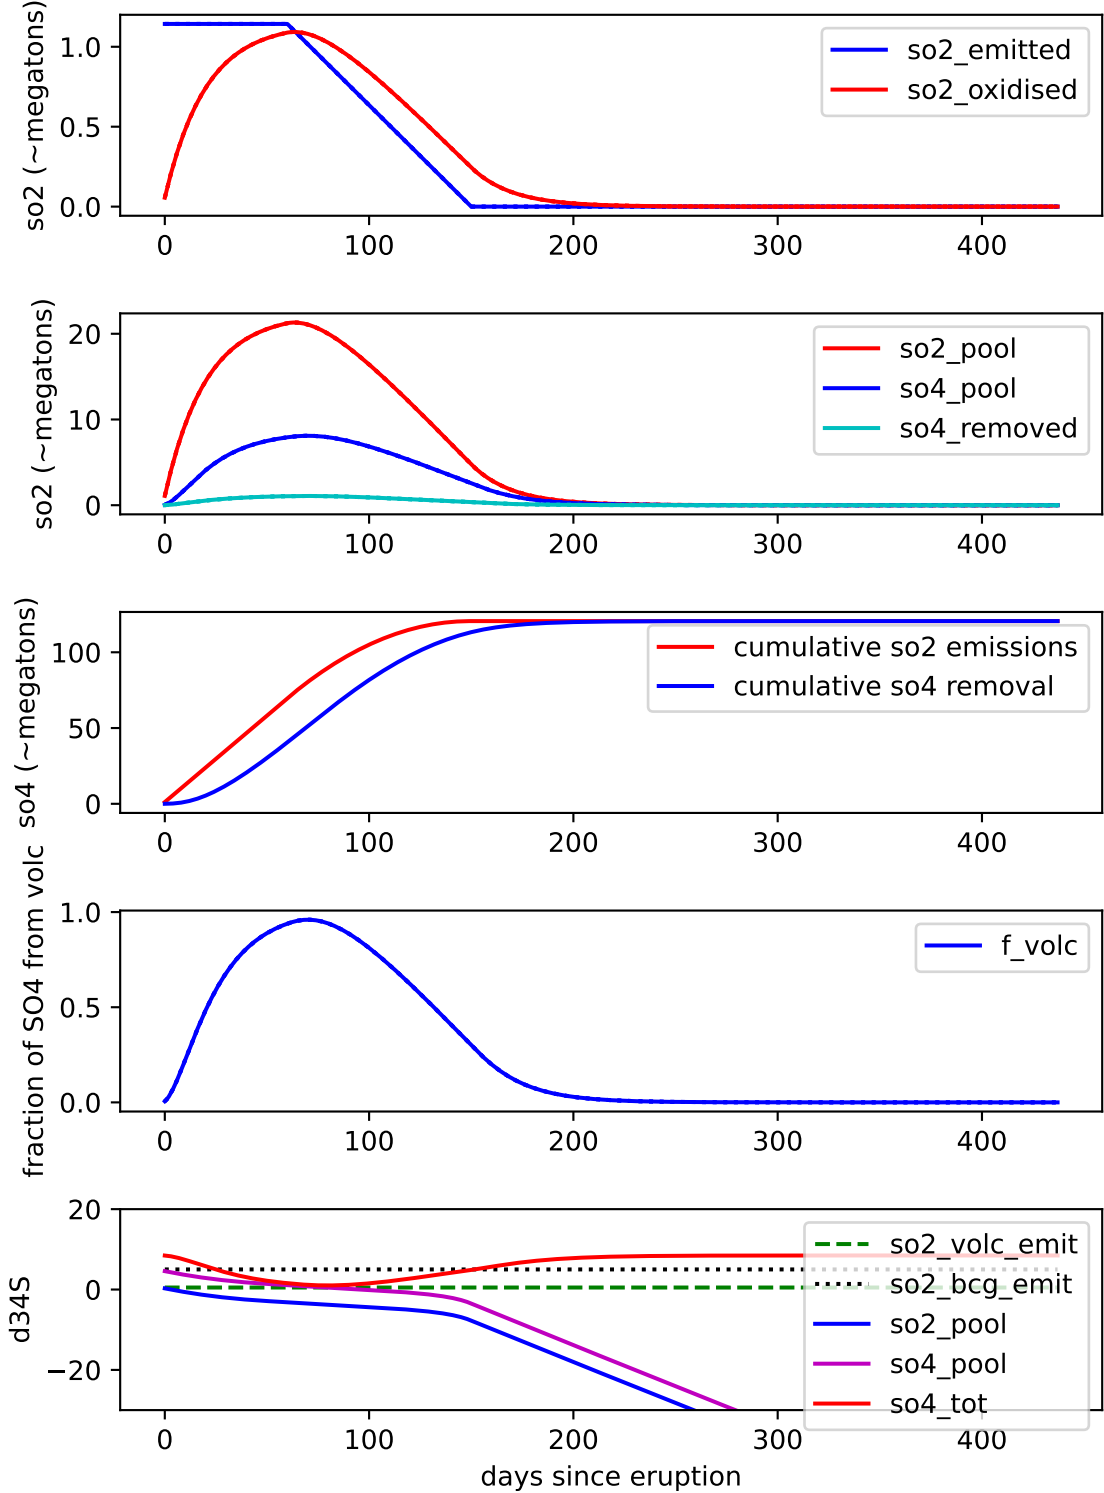 so2 (~megatons)
1.0
0.5
0.0
so2_emitted
so2_oxidised
0 100 200 300 400
so2 (~megatons)
20
10
0
so2_pool
so4_pool
so4_removed
0 100 200 300 400
so4 (~megatons)
100
50
0
cumulative so2 emissions
cumulative so4 removal
0 100 200 300 400
fraction of SO4 from volc
1.0
0.5
0.0
f_volc
0 100 200 300 400
d34S
20
0
−20
so2_volc_emit
so2_bcg_emit
so2_pool
so4_pool
so4_tot
0 100 200 300 400
days since eruption